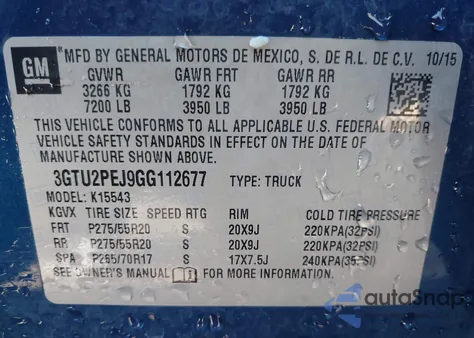 GM
MFD BY GENERAL MOTORS DE MEXICO, S. DE R.L. DE C.V. 10/15
GVWR GAWR FRT GAWR RR
3266 KG 1792 KG 1792 KG
7200 LB 3950 LB 3950 LB
THIS VEHICLE CONFORMS TO ALL APPLICABLE U.S. FEDERAL MOTOR
VEHICLE SAFETY STANDARDS IN EFFECT ON THE DATE OF
MANUFACTURE SHOWN ABOVE.
3GTU2PEJ9GG112677 TYPE: TRUCK
MODEL: K15543
KGVX TIRE SIZE SPEED RTG RIM COLD TIRE PRESSURE
FRT P275/55R20 S 20X9J 220KPA(32PSI)
RR P275/55R20 S 20X9J 220KPA(32PSI)
SPA P265/70R17 S 17X7.5J 240KPA(35PSI)
SEE OWNER'S MANUAL FOR MORE INFORMATION
autoSnap